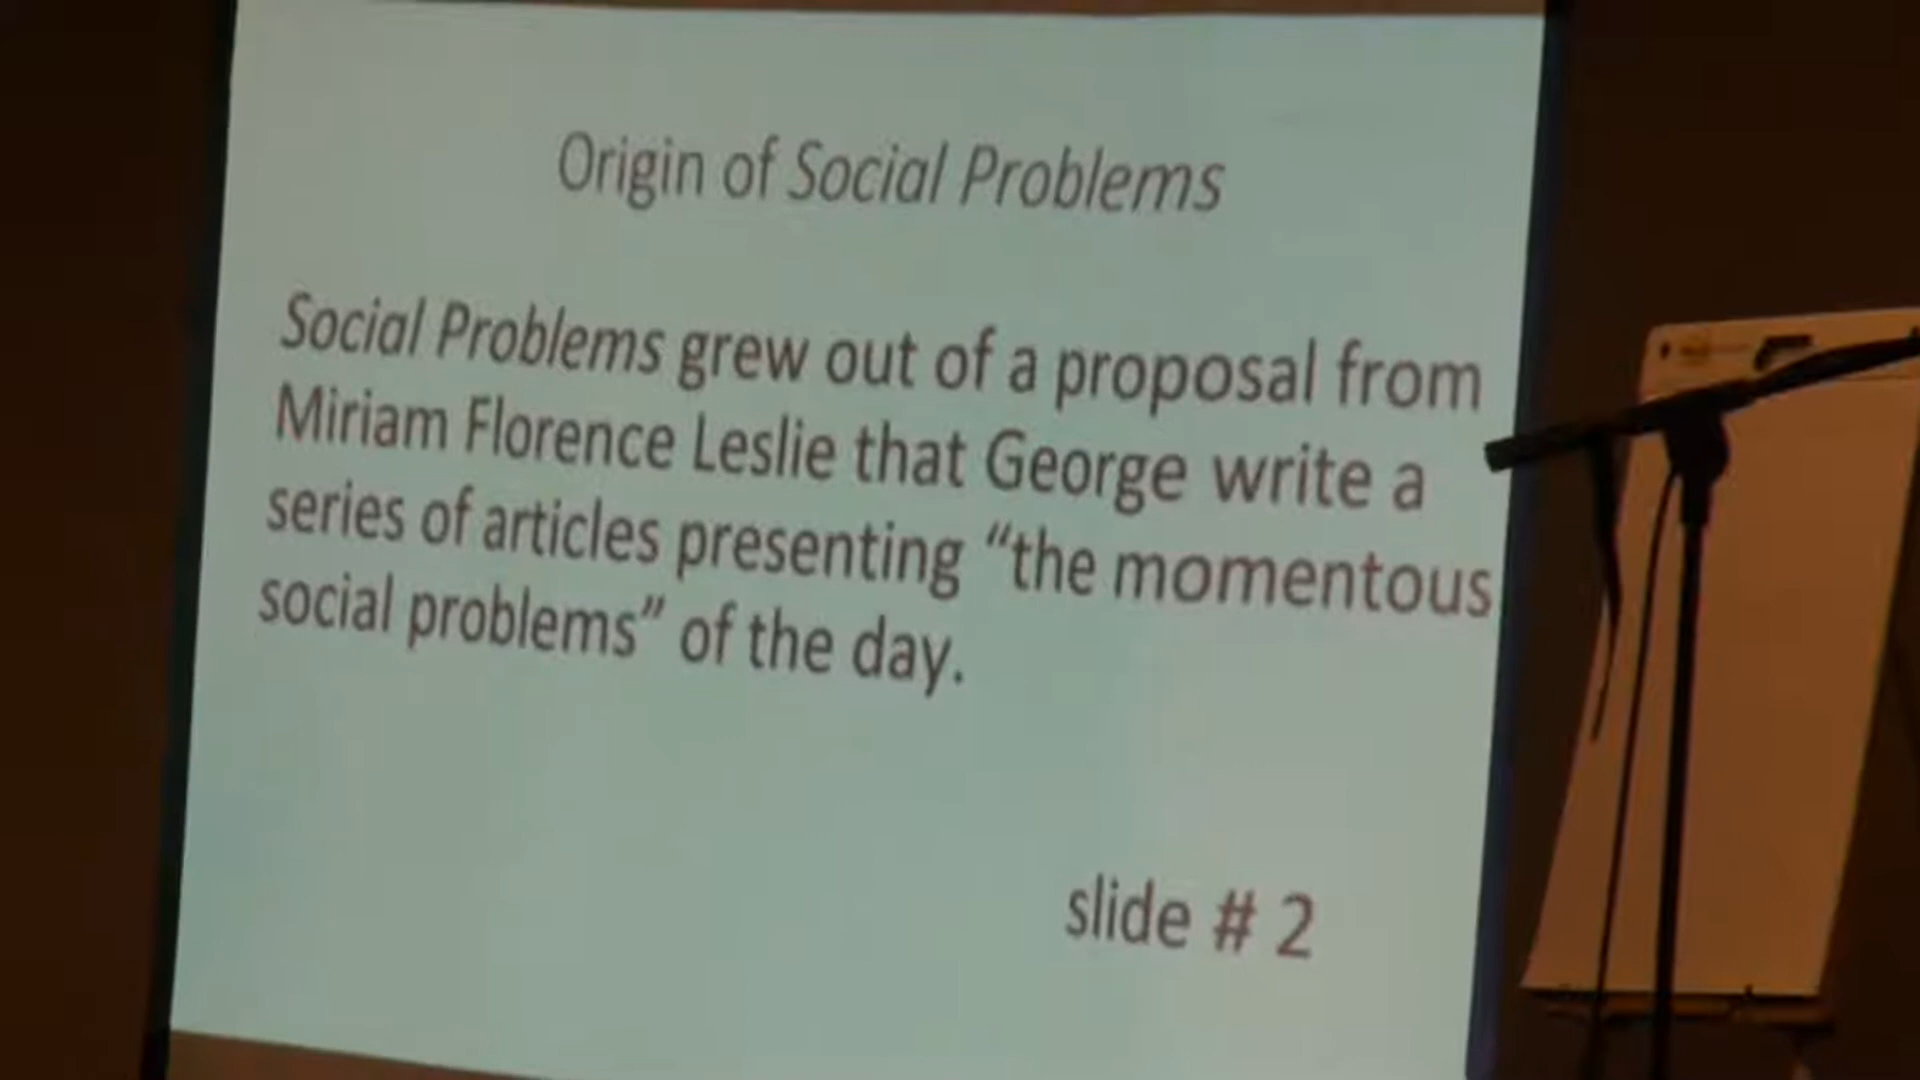 Origin of Social Problems
Social Problems grew out of a proposal from
Miriam Florence Leslie that George write a
series of articles presenting “the momentous
social problems” of the day.
slide # 2